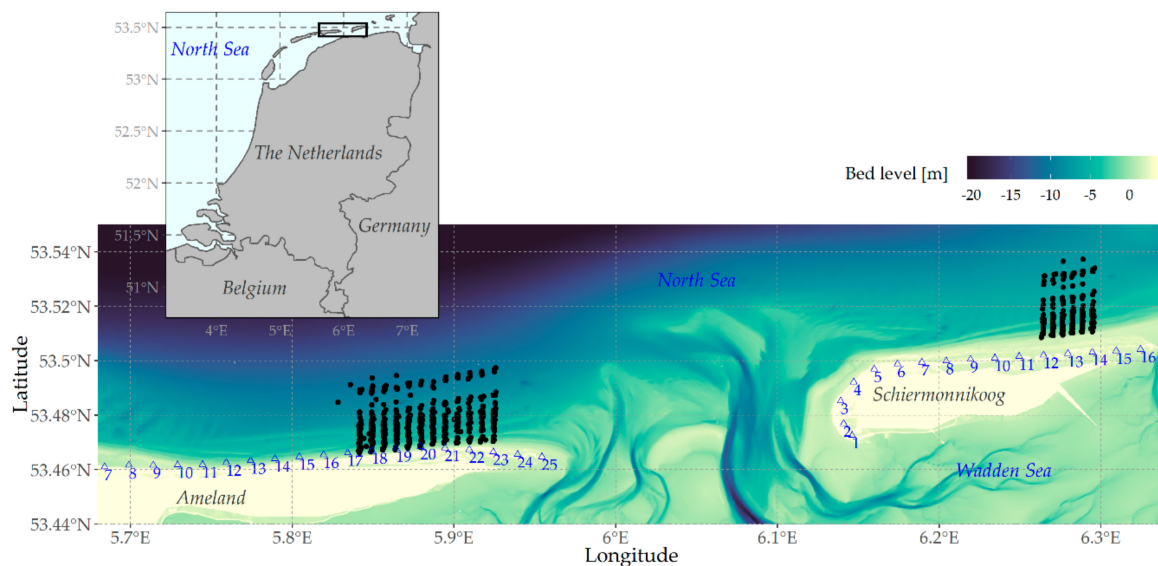 53.5°N
North Sea
53°N
52.5°N
The Netherlands
52°N
Germany
51.5°N
51°N
Belgium
4°E 5°E 6°E 7°E
Bed level [m]
-20 -15 -10 -5 0
53.54°N
53.52°N
53.5°N
53.48°N
53.46°N
53.44°N
Latitude
North Sea
Schiermonnikoog
Wadden Sea
Ameland
7 8 9 10 11 12 13 14 15 16 17 18 19 20 21 22 23 24 25
1 2 3 4 5 6 7 8 9 10 11 12 13 14 15 16
5.7°E 5.8°E 5.9°E 6°E 6.1°E 6.2°E 6.3°E
Longitude